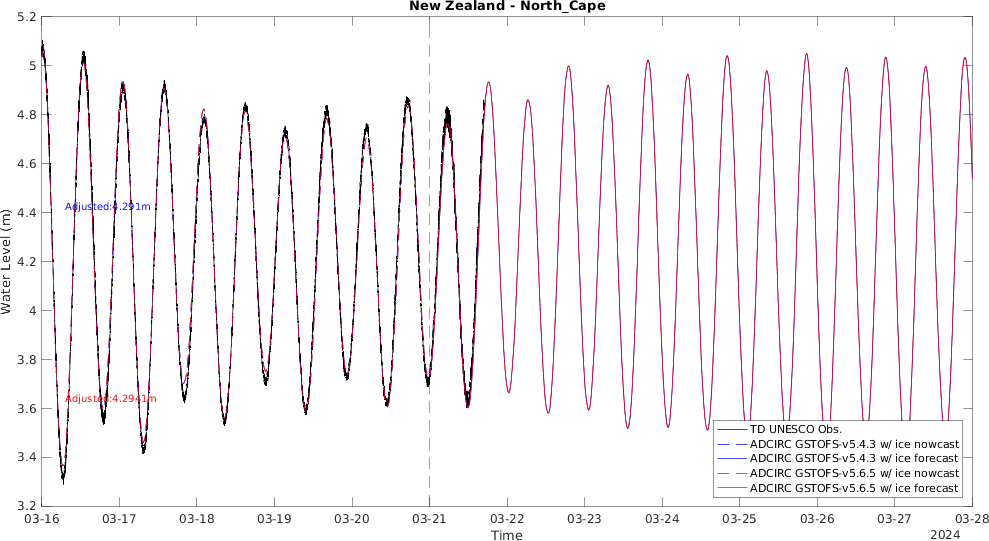 New Zealand - North_Cape
5.2
5
4.8
4.6
4.4
4.2
4
3.8
3.6
3.4
3.2
Water Level (m)
Adjusted:4.291m
Adjusted:4.2941m
TD UNESCO Obs.
ADCIRC GSTOFS-v5.4.3 w/ ice nowcast
ADCIRC GSTOFS-v5.4.3 w/ ice forecast
ADCIRC GSTOFS-v5.6.5 w/ ice nowcast
ADCIRC GSTOFS-v5.6.5 w/ ice forecast
03-16 03-17 03-18 03-19 03-20 03-21 03-22 03-23 03-24 03-25 03-26 03-27 03-28
Time
2024